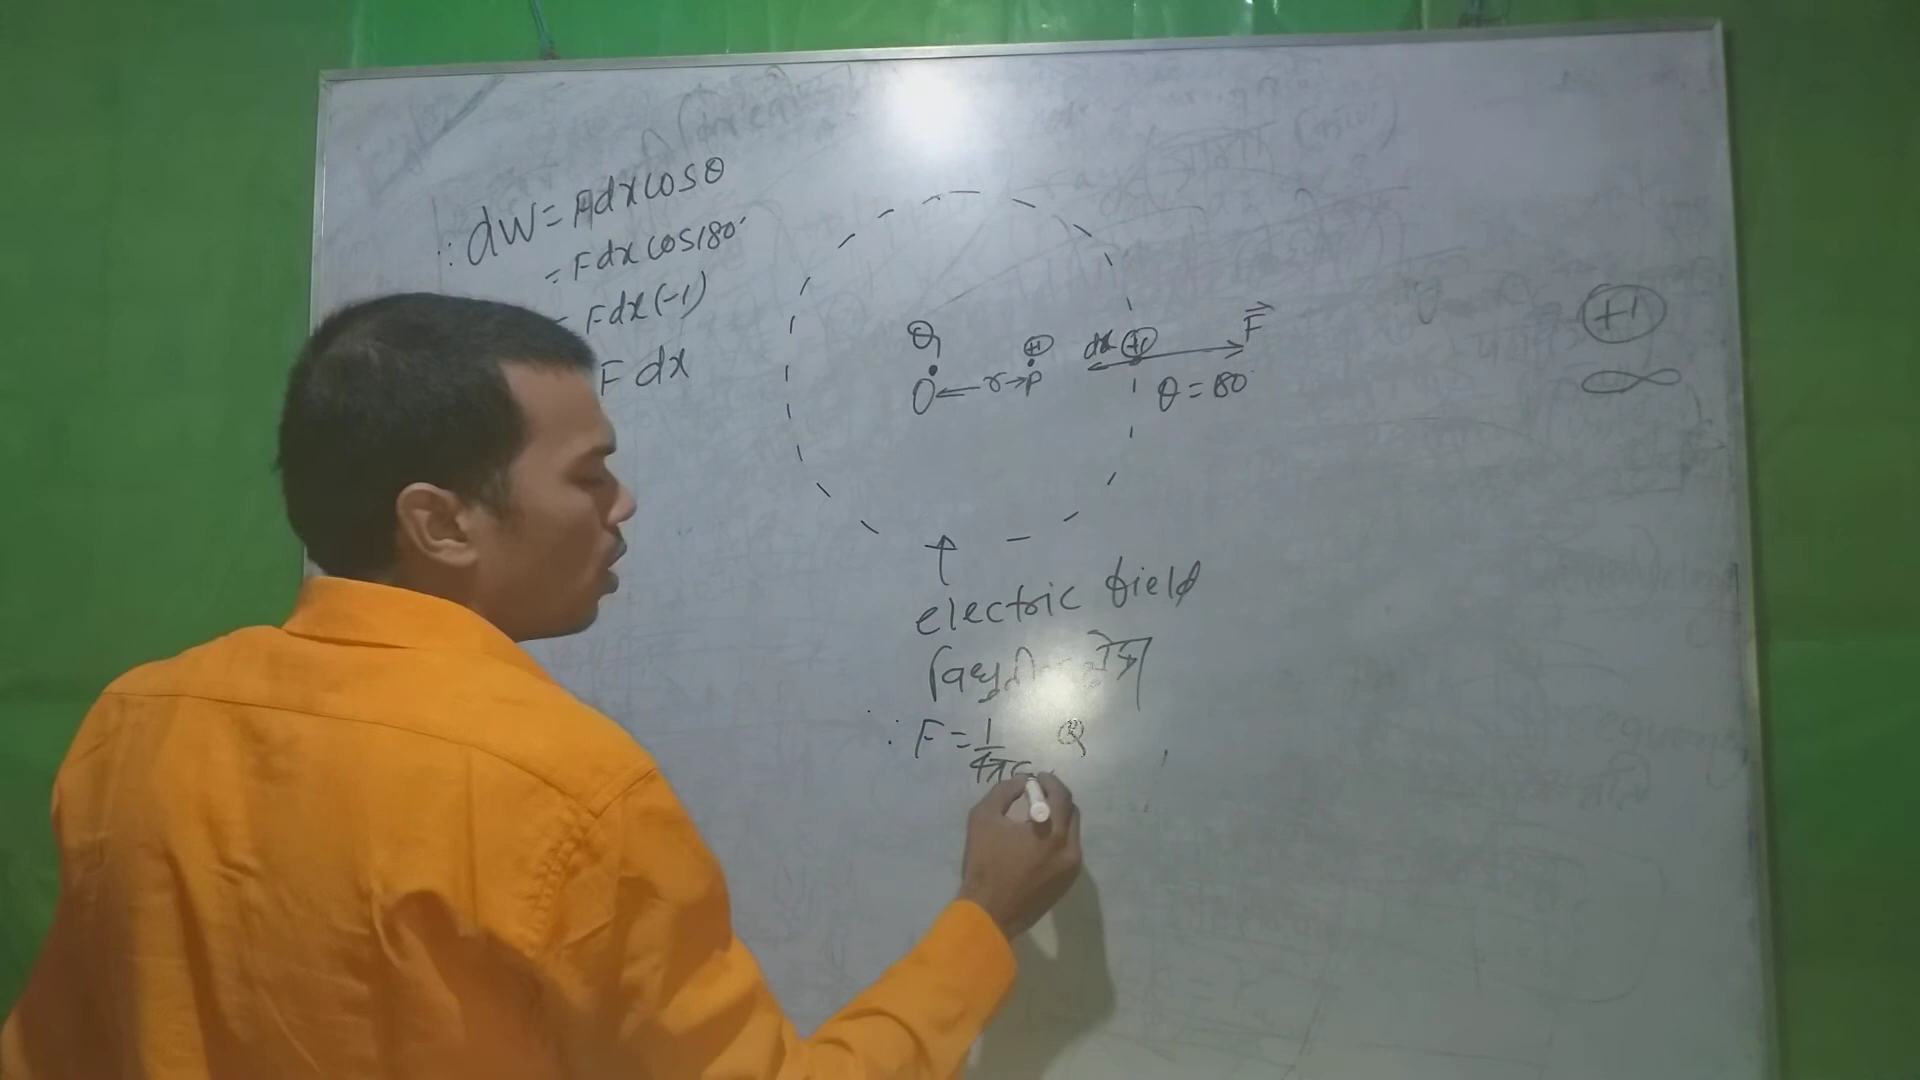 ∴ dW = Fdx cosθ
= Fdx cos180°
= Fdx (-1)
F dx
Q
+1
dx +1
F
O ← r → P
θ = 180°
+1
∞
electric field
∴ F = 1/4πε Q